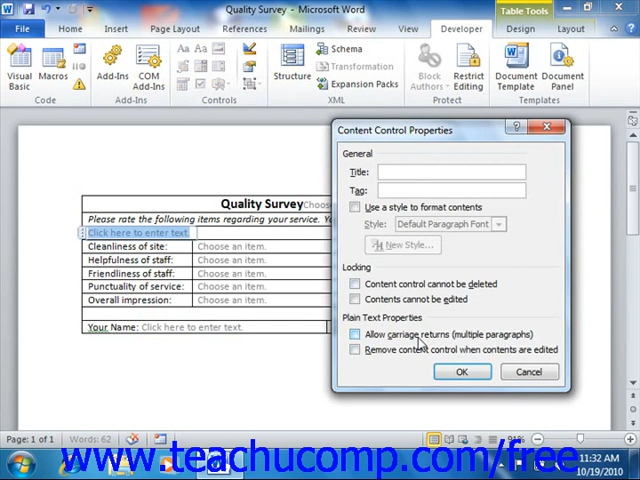 Quality Survey - Microsoft Word
Table Tools
File Home Insert Page Layout References Mailings Review View Developer Design Layout
Visual Basic
Macros
Code
Add-Ins
COM Add-Ins
Add-Ins
Controls
Structure
Schema
Transformation
Expansion Packs
XML
Block Authors
Restrict Editing
Protect
Document Template
Document Panel
Templates
Quality Survey Choose
Please rate the following items regarding your service. Yo
Click here to enter text.
Cleanliness of site: Choose an item.
Helpfulness of staff: Choose an item.
Friendliness of staff: Choose an item.
Punctuality of service: Choose an item.
Overall impression: Choose an item.
Your Name: Click here to enter text.
Content Control Properties
General
Title:
Tag:
Use a style to format contents
Style: Default Paragraph Font
New Style...
Locking
Content control cannot be deleted
Contents cannot be edited
Plain Text Properties
Allow carriage returns (multiple paragraphs)
Remove content control when contents are edited
OK Cancel
Page: 1 of 1 Words: 62 91%
www.teachucomp.com/free
11:32 AM
10/19/2010